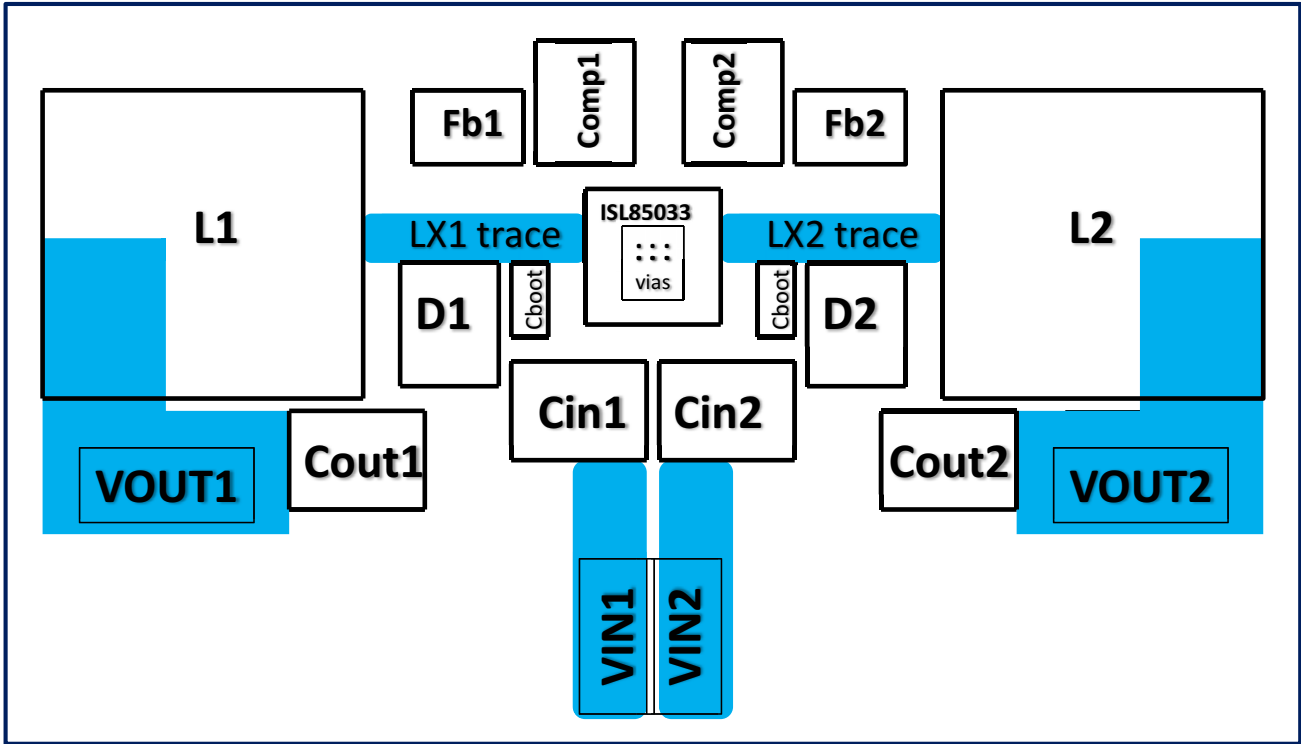 Comp1
Comp2
Fb1
Fb2
L1
LX1 trace
ISL85033
vias
LX2 trace
L2
D1
Cboot
Cboot
D2
Cin1
Cin2
VOUT1
Cout1
Cout2
VOUT2
VIN1
VIN2